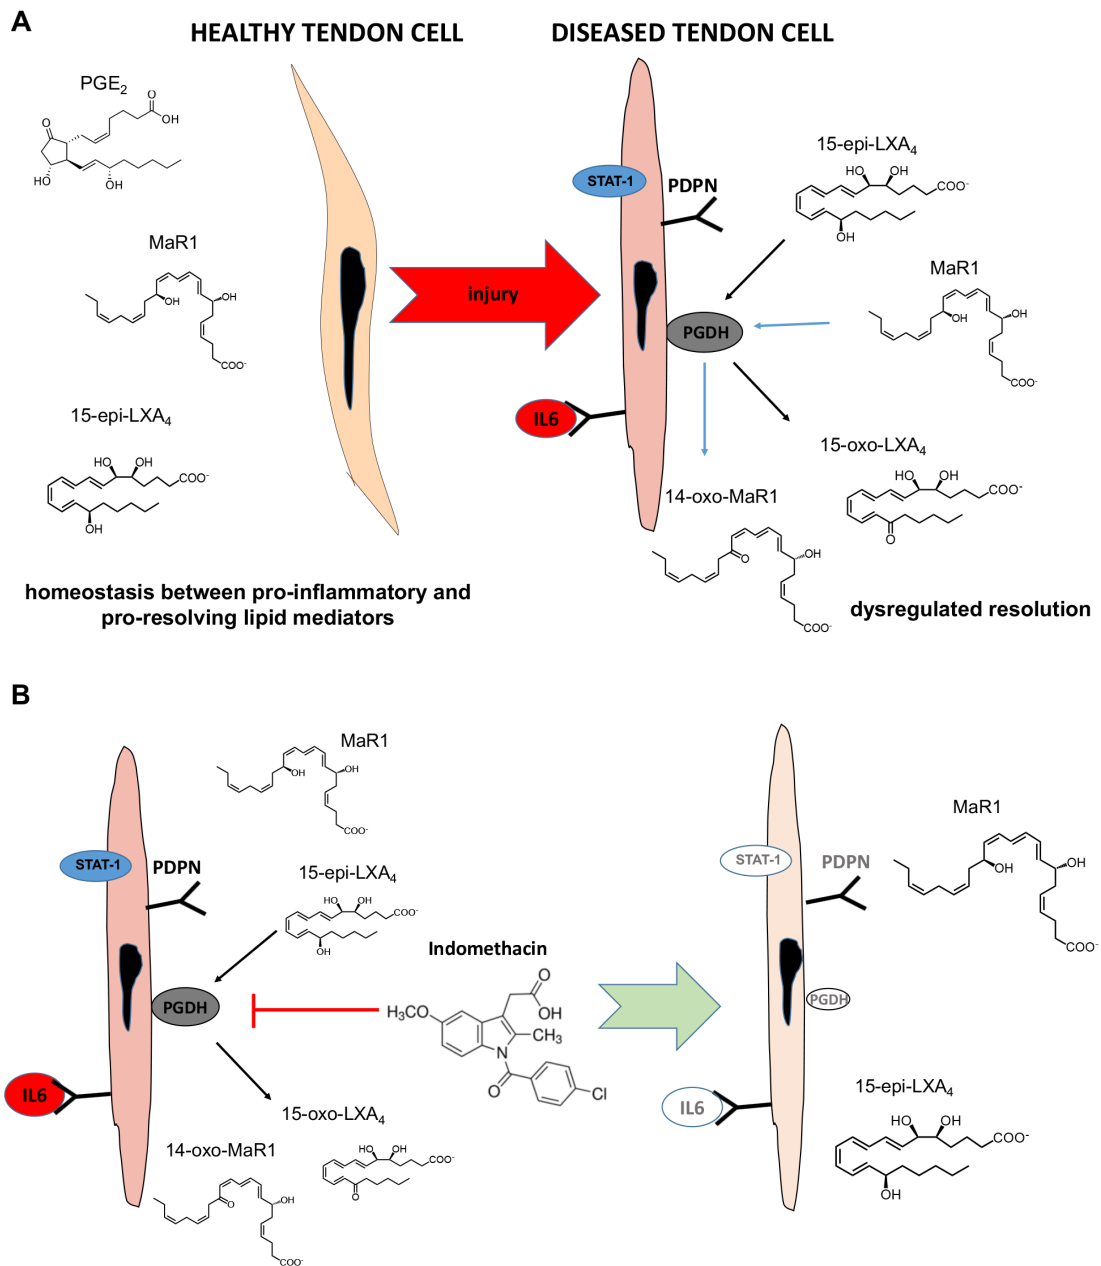 A
HEALTHY TENDON CELL
DISEASED TENDON CELL
PGE2
O
OH
O
HO
OH
MaR1
OH
OH
COO-
15-epi-LXA4
HO OH
COO-
OH
homeostasis between pro-inflammatory and
pro-resolving lipid mediators
injury
STAT-1
PDPN
15-epi-LXA4
HO OH
COO-
OH
MaR1
OH
OH
COO-
PGDH
IL6
15-oxo-LXA4
HO OH
COO-
O
14-oxo-MaR1
O
OH
COO-
dysregulated resolution
B
MaR1
OH
OH
COO-
STAT-1
PDPN
15-epi-LXA4
HO OH
COO-
OH
PGDH
Indomethacin
O
OH
H3CO
CH3
N
O
Cl
IL6
15-oxo-LXA4
HO OH
COO-
O
14-oxo-MaR1
O
OH
COO-
STAT-1
PDPN
MaR1
OH
OH
COO-
PGDH
IL6
15-epi-LXA4
HO OH
COO-
OH